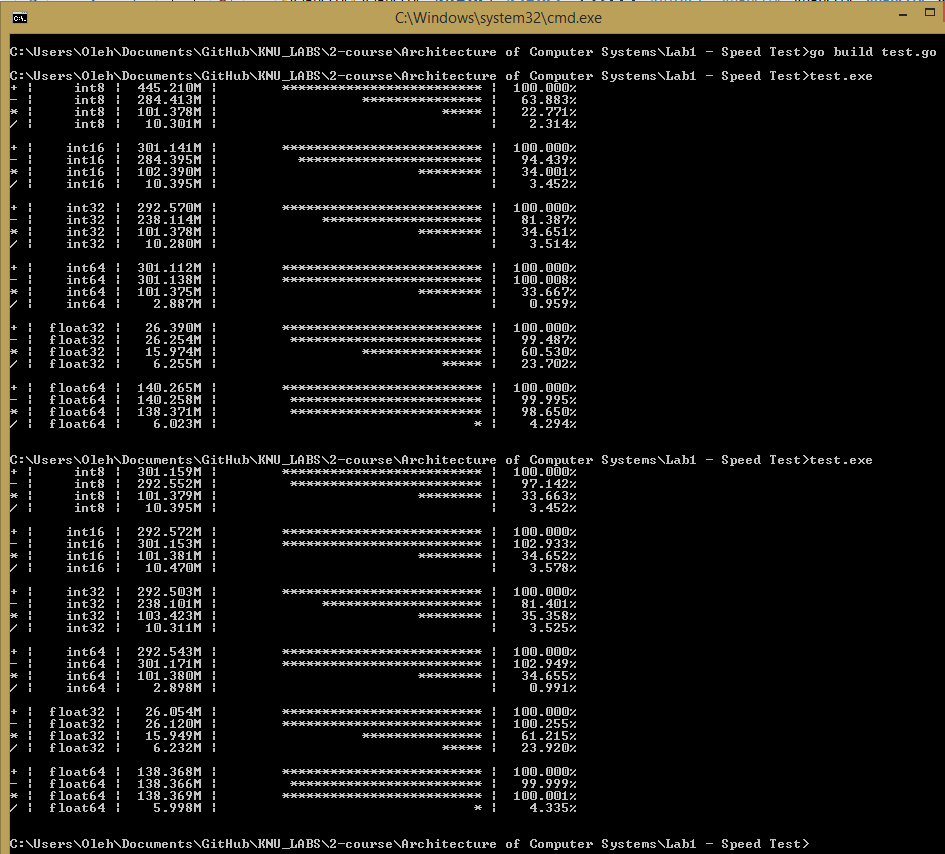 C:\Windows\system32\cmd.exe
C:\Users\Oleh\Documents\GitHub\KNU_LABS\2-course\Architecture of Computer Systems\Lab1 - Speed Test>go build test.go
C:\Users\Oleh\Documents\GitHub\KNU_LABS\2-course\Architecture of Computer Systems\Lab1 - Speed Test>test.exe
+ | int8 | 445.210M | ************************* | 100.000%
- | int8 | 284.413M | *************** | 63.883%
* | int8 | 101.378M | ***** | 22.771%
/ | int8 | 10.301M | | 2.314%
+ | int16 | 301.141M | ************************* | 100.000%
- | int16 | 284.395M | *********************** | 94.439%
* | int16 | 102.390M | ******** | 34.001%
/ | int16 | 10.395M | | 3.452%
+ | int32 | 292.570M | ************************* | 100.000%
- | int32 | 238.114M | ******************** | 81.387%
* | int32 | 101.378M | ******** | 34.651%
/ | int32 | 10.280M | | 3.514%
+ | int64 | 301.112M | ************************* | 100.000%
- | int64 | 301.138M | ************************* | 100.008%
* | int64 | 101.375M | ******** | 33.667%
/ | int64 | 2.887M | | 0.959%
+ | float32 | 26.390M | ************************* | 100.000%
- | float32 | 26.254M | ************************ | 99.487%
* | float32 | 15.974M | *************** | 60.530%
/ | float32 | 6.255M | ***** | 23.702%
+ | float64 | 140.265M | ************************* | 100.000%
- | float64 | 140.258M | ************************ | 99.995%
* | float64 | 138.371M | ************************ | 98.650%
/ | float64 | 6.023M | * | 4.294%
C:\Users\Oleh\Documents\GitHub\KNU_LABS\2-course\Architecture of Computer Systems\Lab1 - Speed Test>test.exe
+ | int8 | 301.159M | ************************* | 100.000%
- | int8 | 292.552M | ************************ | 97.142%
* | int8 | 101.379M | ******** | 33.663%
/ | int8 | 10.395M | | 3.452%
+ | int16 | 292.572M | ************************* | 100.000%
- | int16 | 301.153M | ************************* | 102.933%
* | int16 | 101.381M | ******** | 34.652%
/ | int16 | 10.470M | | 3.578%
+ | int32 | 292.503M | ************************* | 100.000%
- | int32 | 238.101M | ******************** | 81.401%
* | int32 | 103.423M | ******** | 35.358%
/ | int32 | 10.311M | | 3.525%
+ | int64 | 292.543M | ************************* | 100.000%
- | int64 | 301.171M | ************************* | 102.949%
* | int64 | 101.380M | ******** | 34.655%
/ | int64 | 2.898M | | 0.991%
+ | float32 | 26.054M | ************************* | 100.000%
- | float32 | 26.120M | ************************* | 100.255%
* | float32 | 15.949M | *************** | 61.215%
/ | float32 | 6.232M | ***** | 23.920%
+ | float64 | 138.368M | ************************* | 100.000%
- | float64 | 138.366M | ************************ | 99.999%
* | float64 | 138.369M | ************************* | 100.001%
/ | float64 | 5.998M | * | 4.335%
C:\Users\Oleh\Documents\GitHub\KNU_LABS\2-course\Architecture of Computer Systems\Lab1 - Speed Test>